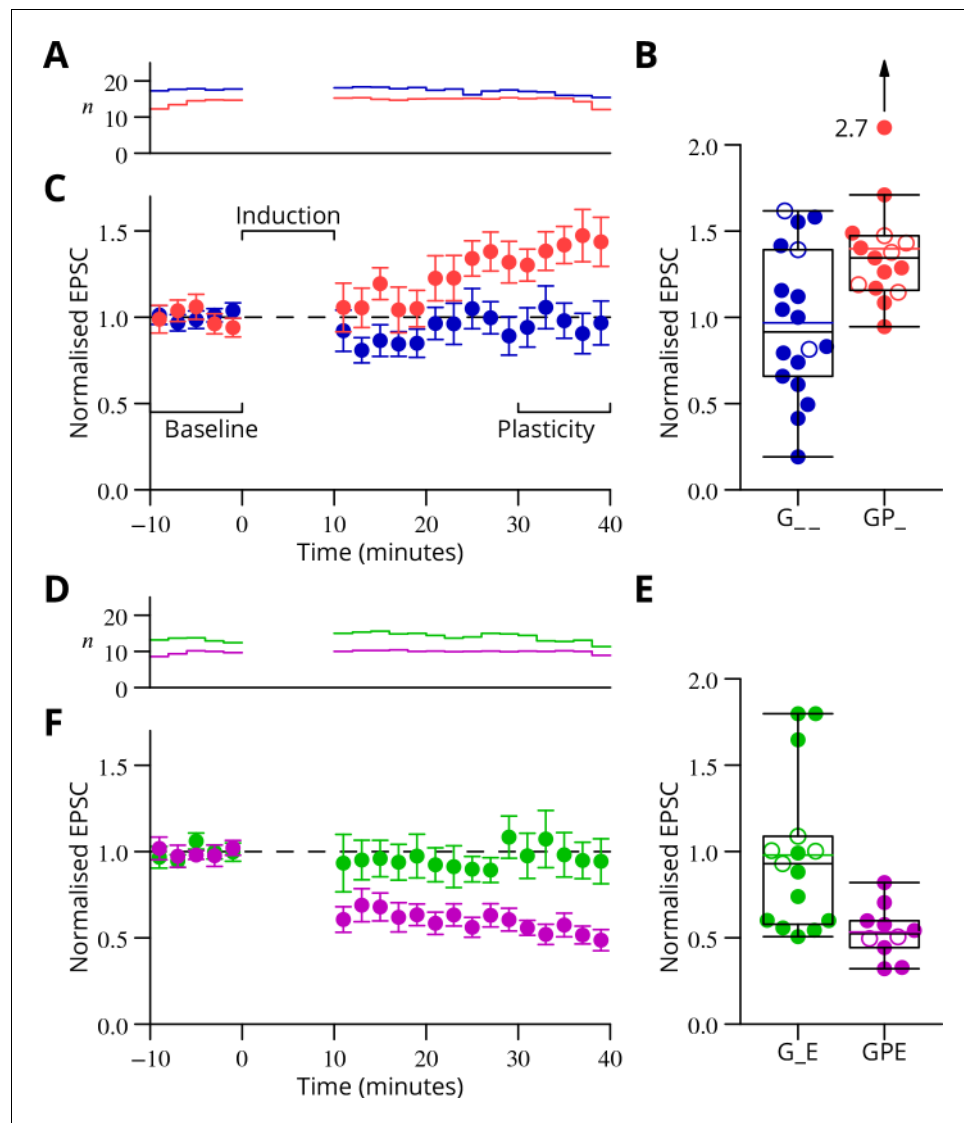 A
B
20
n
10
0
2.7
C
Induction
1.5
Normalised EPSC
1.0
0.5
Baseline
Plasticity
0.0
−10
0
10
20
30
40
Time (minutes)
2.0
1.5
Normalised EPSC
1.0
0.5
0.0
G_ _
GP_
D
E
20
n
10
0
F
1.5
Normalised EPSC
1.0
0.5
0.0
−10
0
10
20
30
40
Time (minutes)
2.0
1.5
Normalised EPSC
1.0
0.5
0.0
G_E
GPE